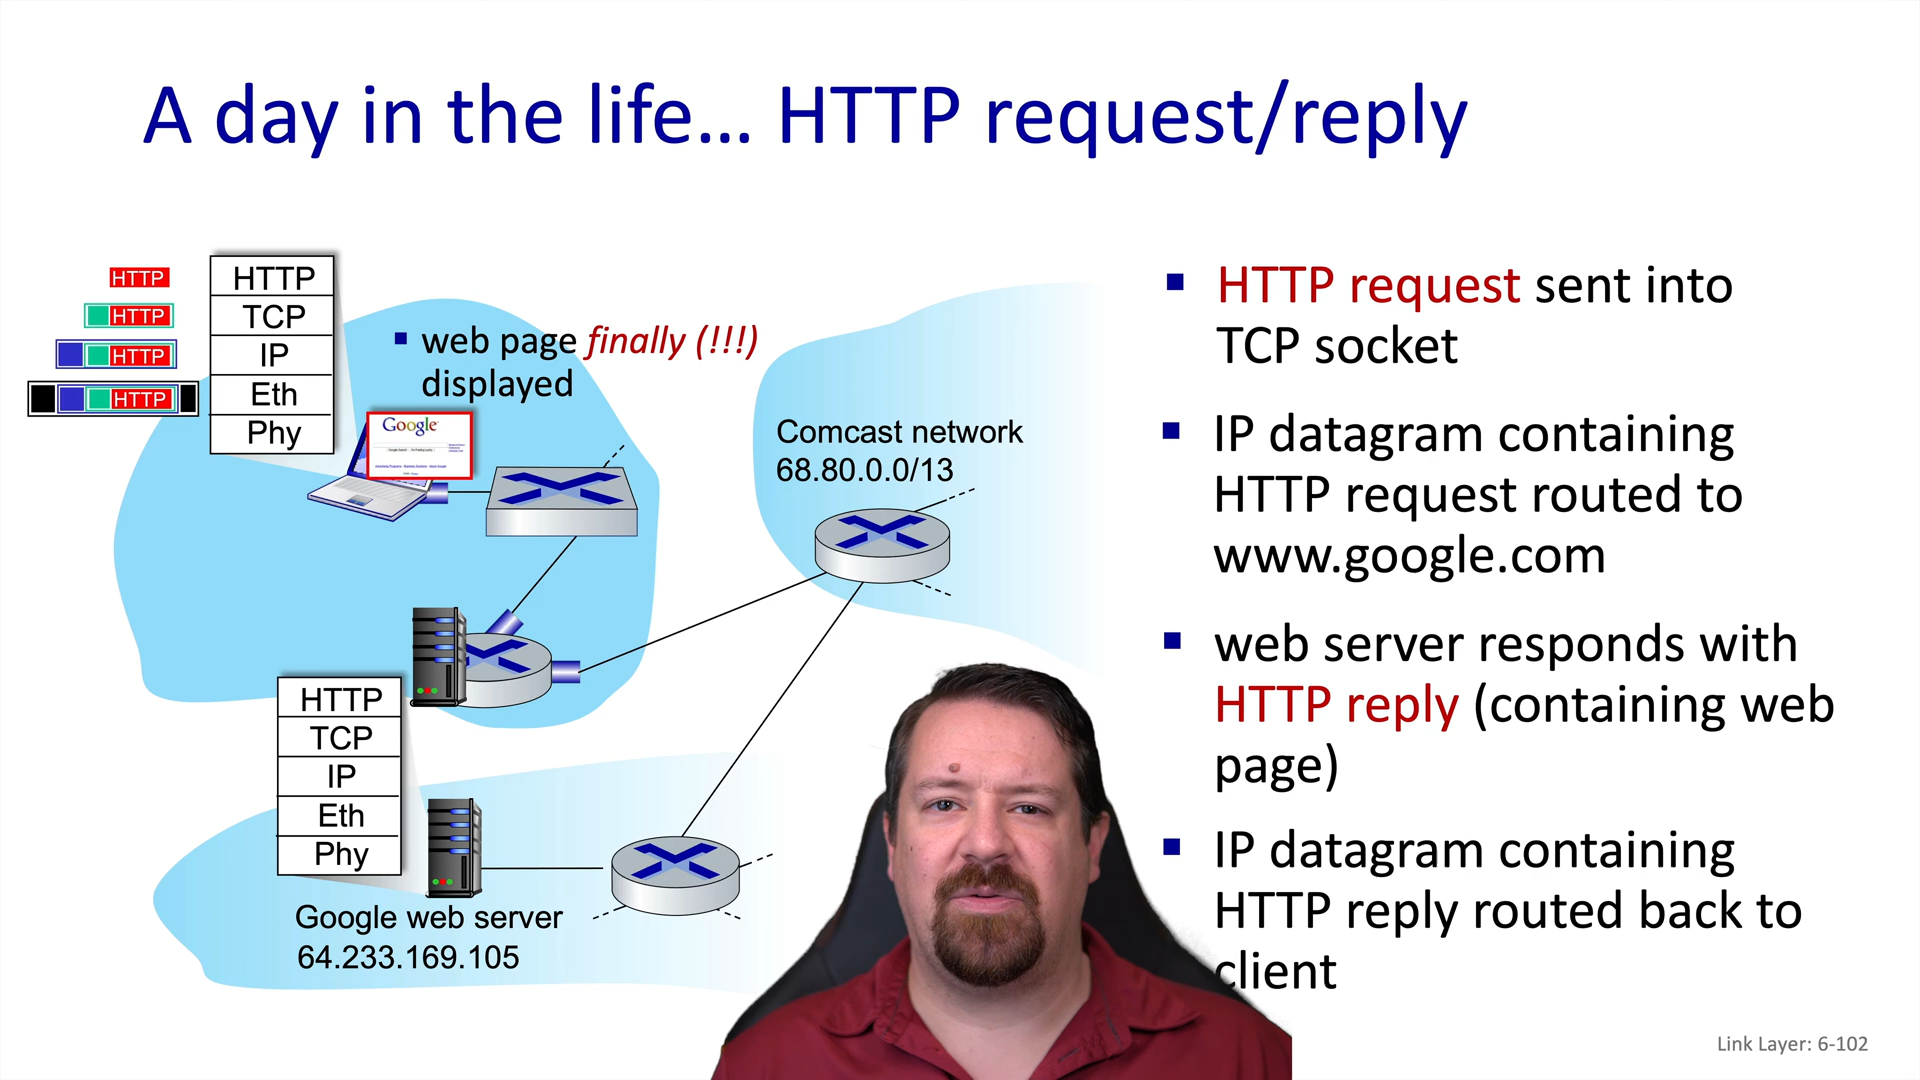 A day in the life... HTTP request/reply
HTTP
HTTP
HTTP
HTTP
HTTP
TCP
IP
Eth
Phy
web page finally (!!!)
displayed
Google
Comcast network
68.80.0.0/13
HTTP
TCP
IP
Eth
Phy
Google web server
64.233.169.105
HTTP request sent into
TCP socket
IP datagram containing
HTTP request routed to
www.google.com
web server responds with
HTTP reply (containing web
page)
IP datagram containing
HTTP reply routed back to
client
Link Layer: 6-102